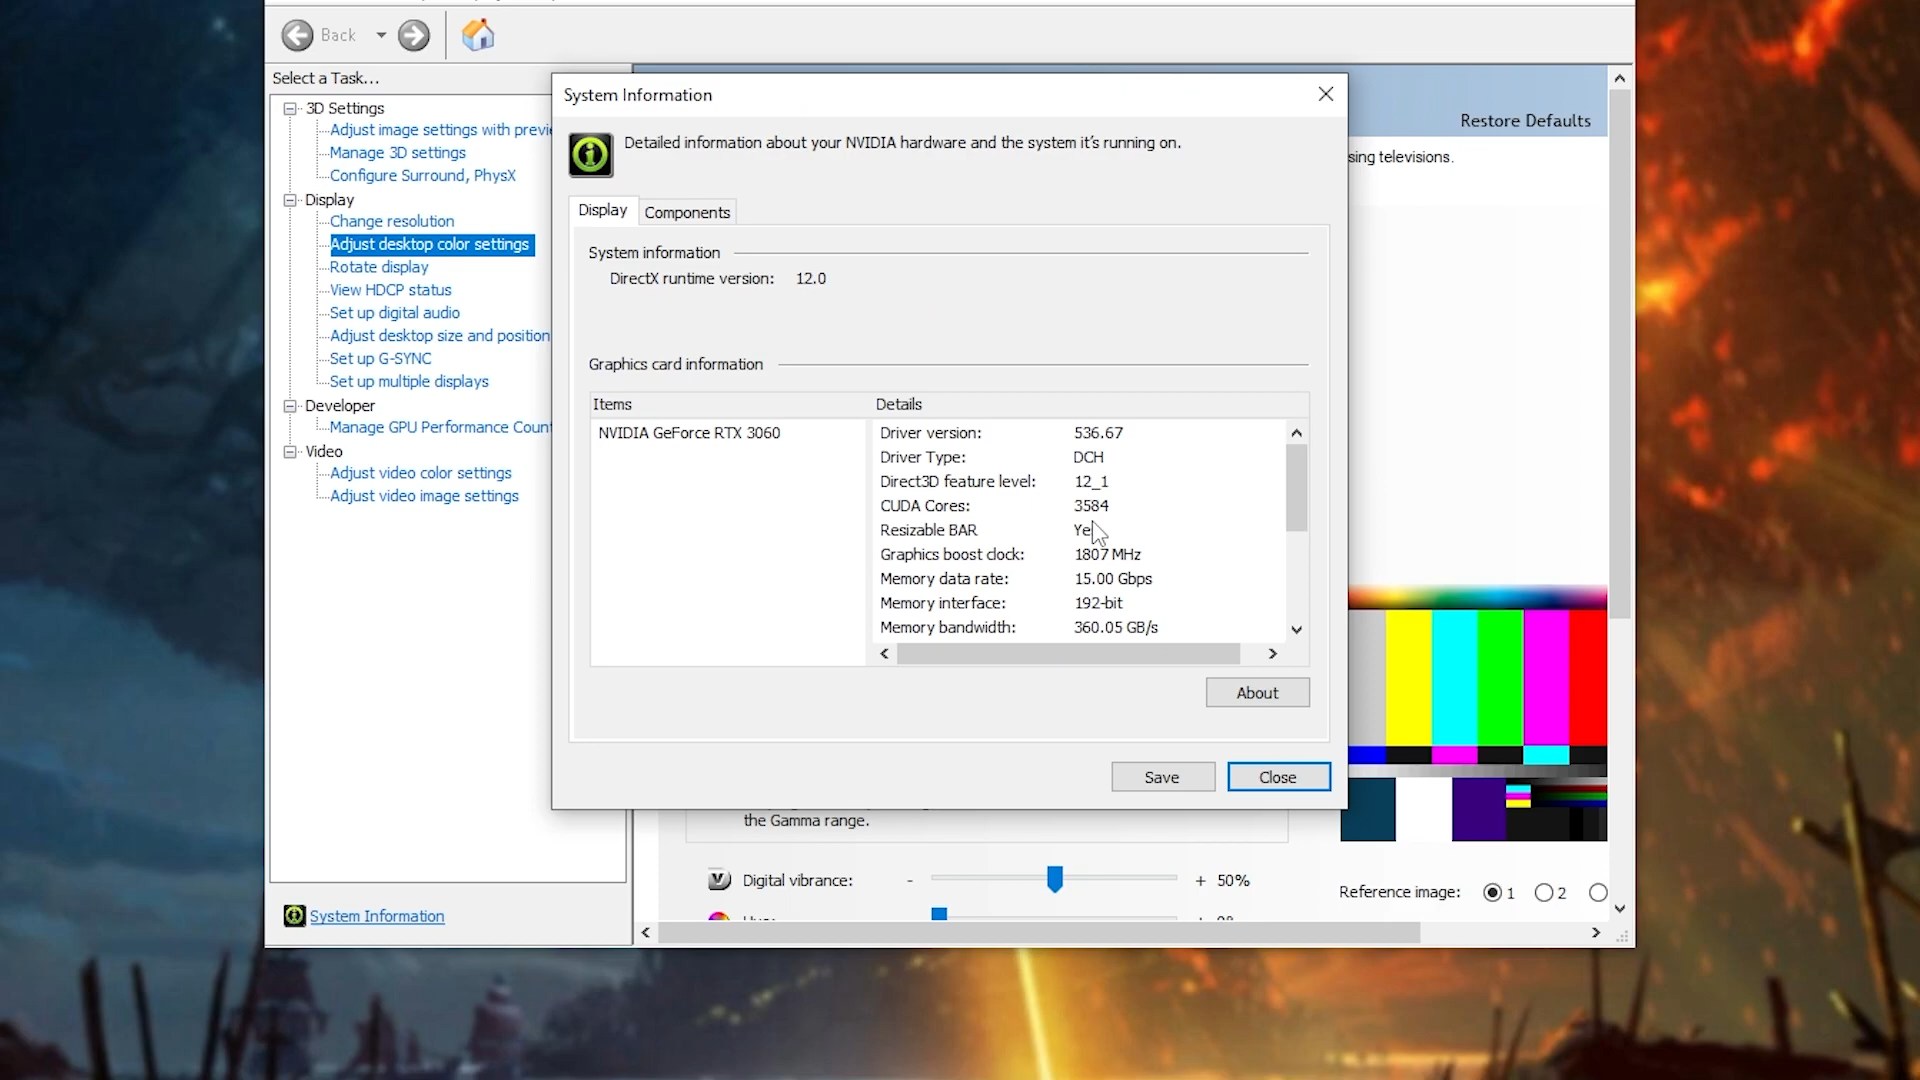 Back
Select a Task...
3D Settings
Adjust image settings with previe
Manage 3D settings
Configure Surround, PhysX
Display
Change resolution
Adjust desktop color settings
Rotate display
View HDCP status
Set up digital audio
Adjust desktop size and position
Set up G-SYNC
Set up multiple displays
Developer
Manage GPU Performance Coun
Video
Adjust video color settings
Adjust video image settings
System Information
System Information
Detailed information about your NVIDIA hardware and the system it's running on.
Display Components
System information
DirectX runtime version: 12.0
Graphics card information
Items Details
NVIDIA GeForce RTX 3060
Driver version: 536.67
Driver Type: DCH
Direct3D feature level: 12_1
CUDA Cores: 3584
Resizable BAR Ye
Graphics boost clock: 1807 MHz
Memory data rate: 15.00 Gbps
Memory interface: 192-bit
Memory bandwidth: 360.05 GB/s
About
Save Close
Restore Defaults
sing televisions.
the Gamma range.
Digital vibrance: - + 50%
Reference image: 1 2